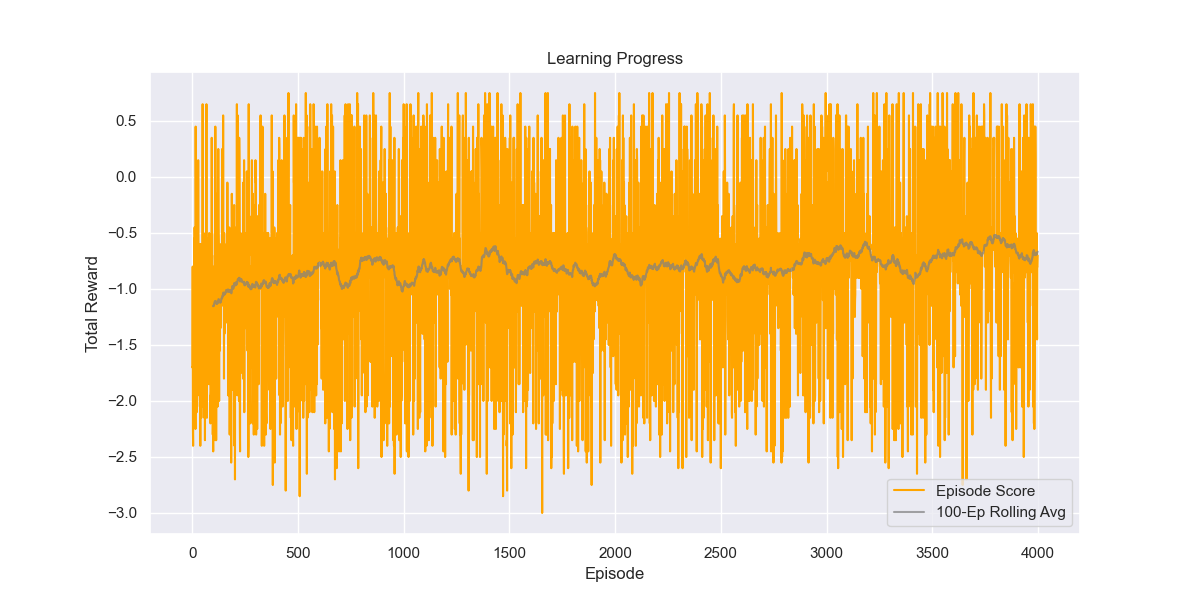 Learning Progress
Total Reward
0.5
0.0
−0.5
−1.0
−1.5
−2.0
−2.5
−3.0
Episode Score
100-Ep Rolling Avg
0 500 1000 1500 2000 2500 3000 3500 4000
Episode